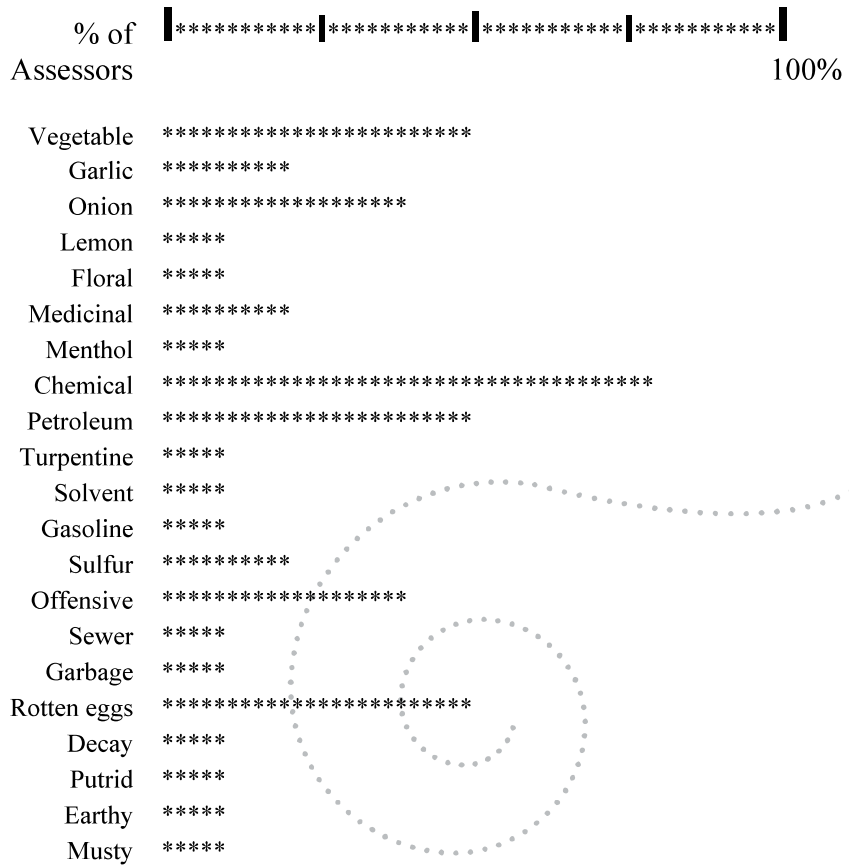 % of |***********|***********|***********|***********|
Assessors 100%
Vegetable ************************
Garlic **********
Onion *******************
Lemon *****
Floral *****
Medicinal **********
Menthol *****
Chemical **************************************
Petroleum ************************
Turpentine *****
Solvent *****
Gasoline *****
Sulfur **********
Offensive *******************
Sewer *****
Garbage *****
Rotten eggs ************************
Decay *****
Putrid *****
Earthy *****
Musty *****